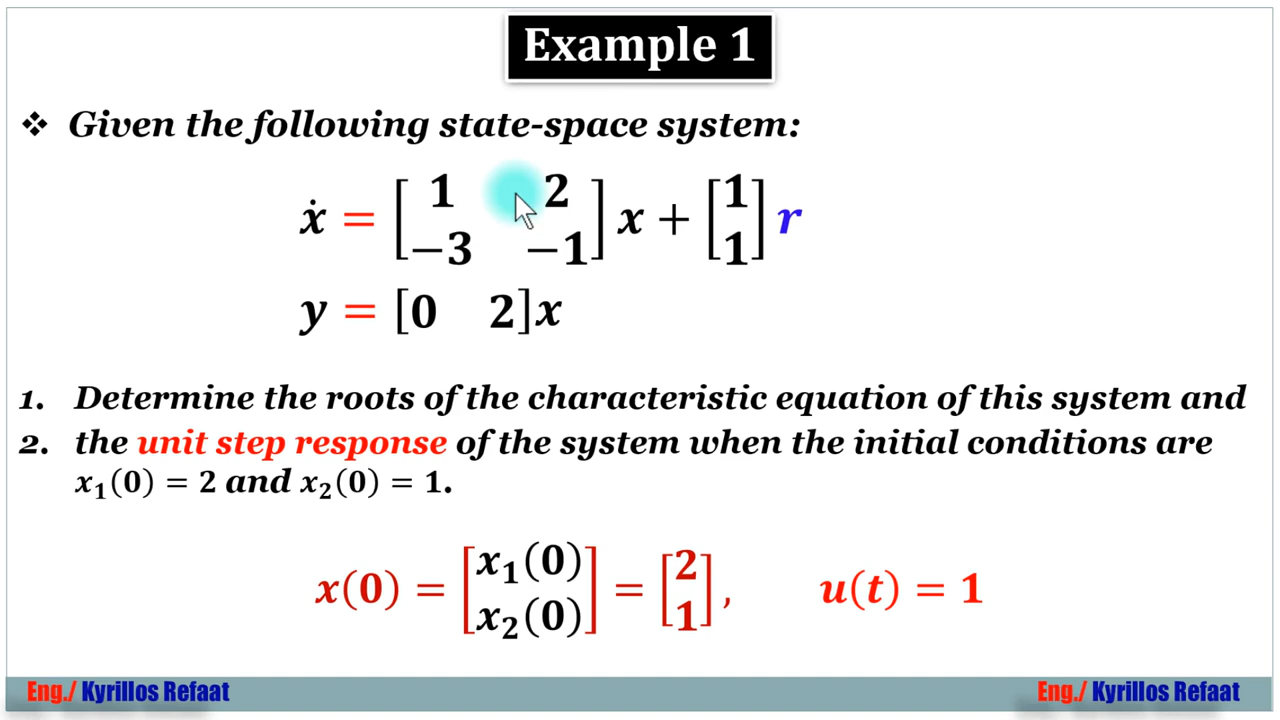 Example 1
❖ Given the following state-space system:
ẋ = [1 2; −3 −1] x + [1; 1] r
y = [0 2]x
1. Determine the roots of the characteristic equation of this system and
2. the unit step response of the system when the initial conditions are
x₁(0) = 2 and x₂(0) = 1.
x(0) = [x₁(0); x₂(0)] = [2; 1], u(t) = 1
Eng./ Kyrillos Refaat Eng./ Kyrillos Refaat